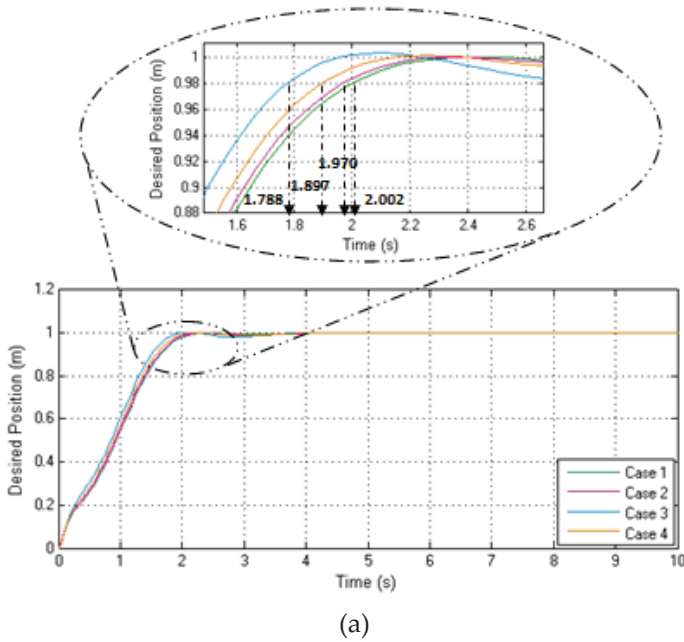 Desired Position (m)
1
0.98
0.96
0.94
0.92
0.9
0.88
1.788
1.897
1.970
2.002
1.6
1.8
2
2.2
2.4
2.6
Time (s)
Desired Position (m)
1.2
1
0.8
0.6
0.4
0.2
0
0 1 2 3 4 5 6 7 8 9 10
Time (s)
Case 1
Case 2
Case 3
Case 4
(a)